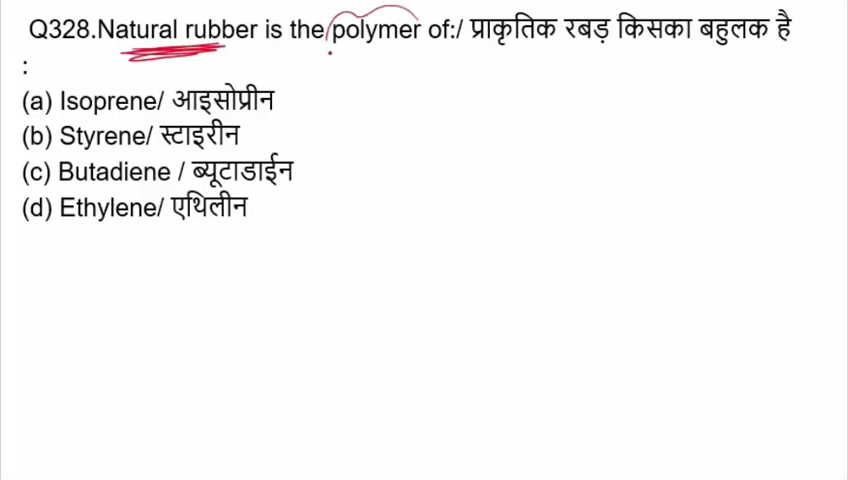 Q328.Natural rubber is the polymer of:/ प्राकृतिक रबड़ किसका बहुलक है
:
(a) Isoprene/ आइसोप्रीन
(b) Styrene/ स्टाइरीन
(c) Butadiene / ब्यूटाडाईन
(d) Ethylene/ एथिलीन